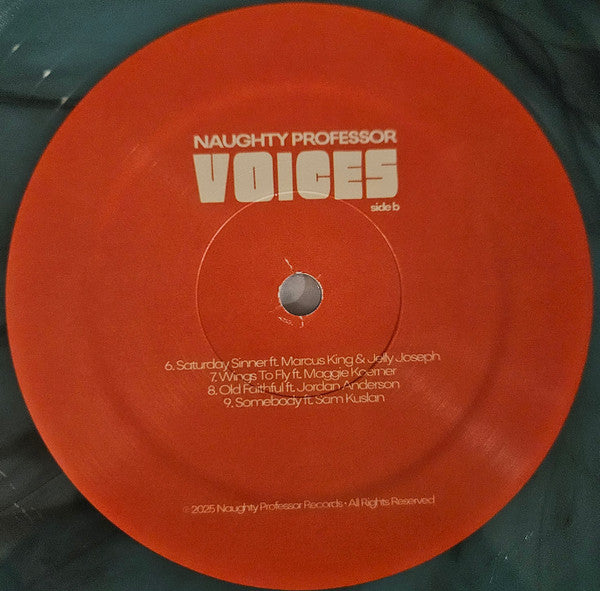 NAUGHTY PROFESSOR
VOICES
side b
6. Saturday Sinner ft. Marcus King & Jelly Joseph
7. Wings To Fly ft. Maggie Koerner
8. Old Faithful ft. Jordan Anderson
9. Somebody ft. Sam Kuslan
© 2025 Naughty Professor Records • All Rights Reserved